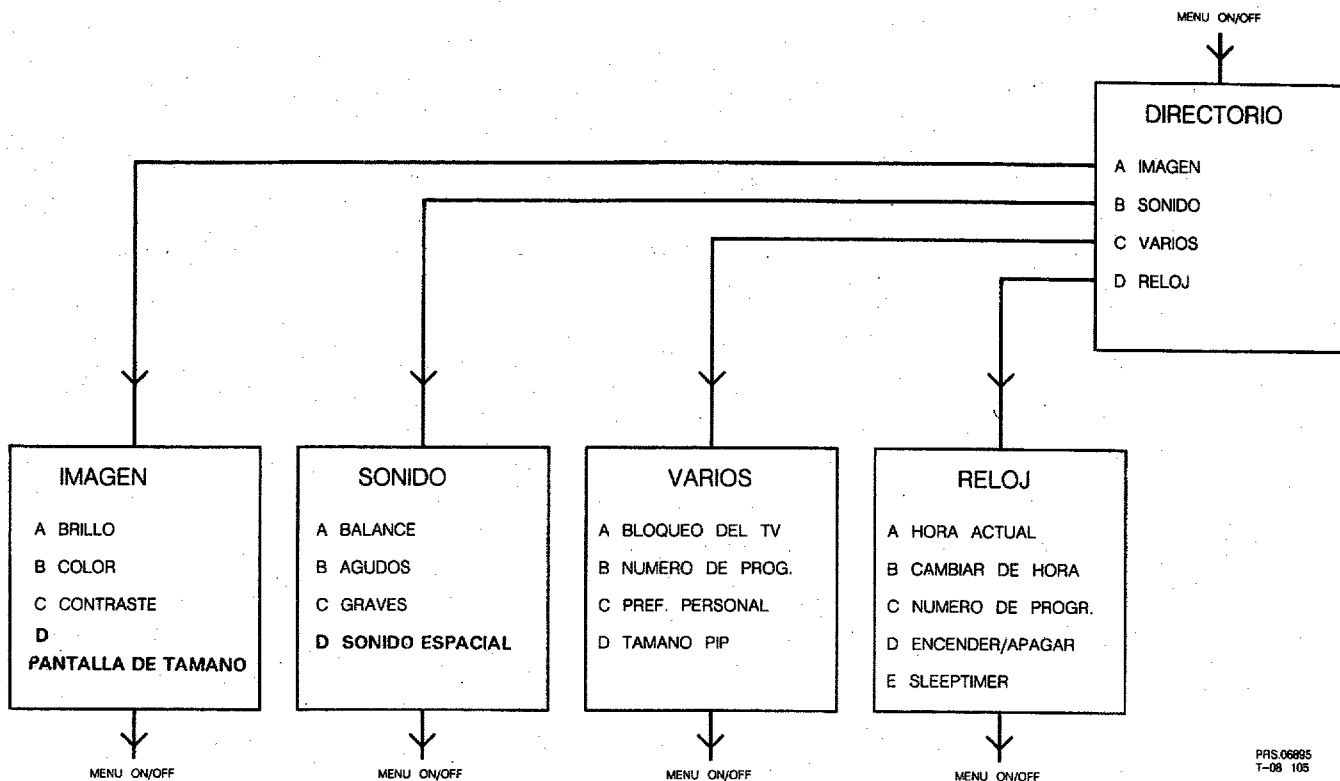 MENU ON/OFF
DIRECTORIO
A IMAGEN
B SONIDO
C VARIOS
D RELOJ
IMAGEN
A BRILLO
B COLOR
C CONTRASTE
D
PANTALLA DE TAMANO
MENU ON/OFF
SONIDO
A BALANCE
B AGUDOS
C GRAVES
D SONIDO ESPACIAL
MENU ON/OFF
VARIOS
A BLOQUEO DEL TV
B NUMERO DE PROG.
C PREF. PERSONAL
D TAMANO PIP
MENU ON/OFF
RELOJ
A HORA ACTUAL
B CAMBIAR DE HORA
C NUMERO DE PROGR.
D ENCENDER/APAGAR
E SLEEPTIMER
MENU ON/OFF
PRS.06895
T-08 105